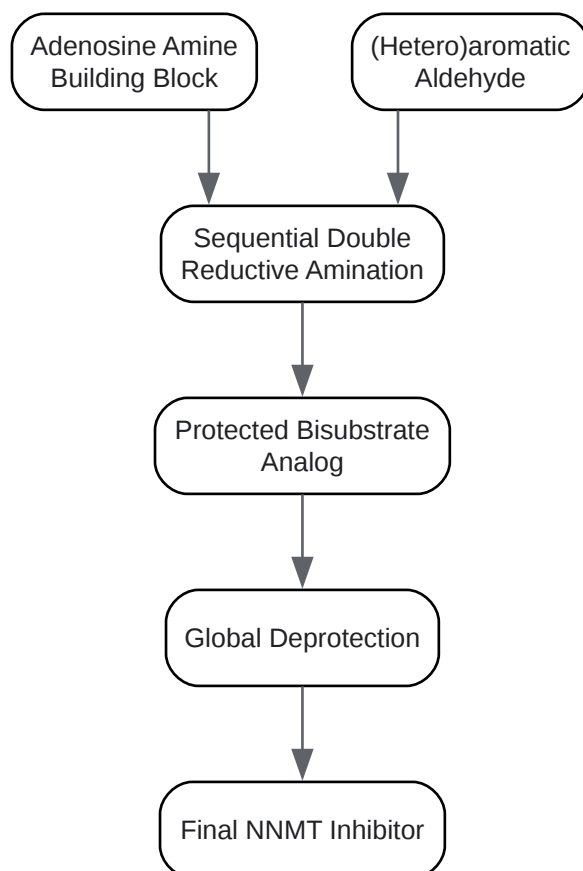 Adenosine Amine
Building Block
(Hetero)aromatic
Aldehyde
Sequential Double
Reductive Amination
Protected Bisubstrate
Analog
Global Deprotection
Final NNMT Inhibitor